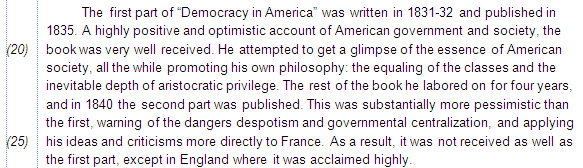 The first part of "Democracy in America" was written in 1831-32 and published in
1835. A highly positive and optimistic account of American government and society, the
(20) book was very well received. He attempted to get a glimpse of the essence of American
society, all the while promoting his own philosophy: the equaling of the classes and the
inevitable depth of aristocratic privilege. The rest of the book he labored on for four years,
and in 1840 the second part was published. This was substantially more pessimistic than
the first, warning of the dangers despotism and governmental centralization, and applying
(25) his ideas and criticisms more directly to France. As a result, it was not received as well as
the first part, except in England where it was acclaimed highly.